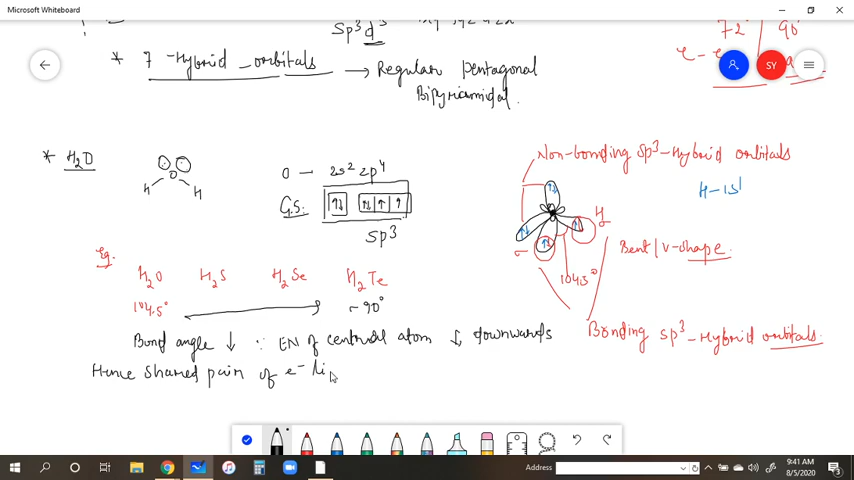 Microsoft Whiteboard
Sp³d³
72° 90°
* 7 -Hybrid orbitals → Regular pentagonal
Bipyriamidal.
SY
* H₂O
O
H H
O — 2s² 2p⁴
G.S.
sp³
Non-bonding sp³-Hybrid orbitals
H-1S¹
H
104.5°
Bent/v-shape.
Bonding sp³-Hybrid orbitals.
Eg.
H₂O H₂S H₂Se H₂Te
104.5° ~90°
Bond angle ↓ ∵ EN of central atom ↓ downwards
Hence Shared pair of e⁻ li
Address
9:41 AM
8/5/2020
3